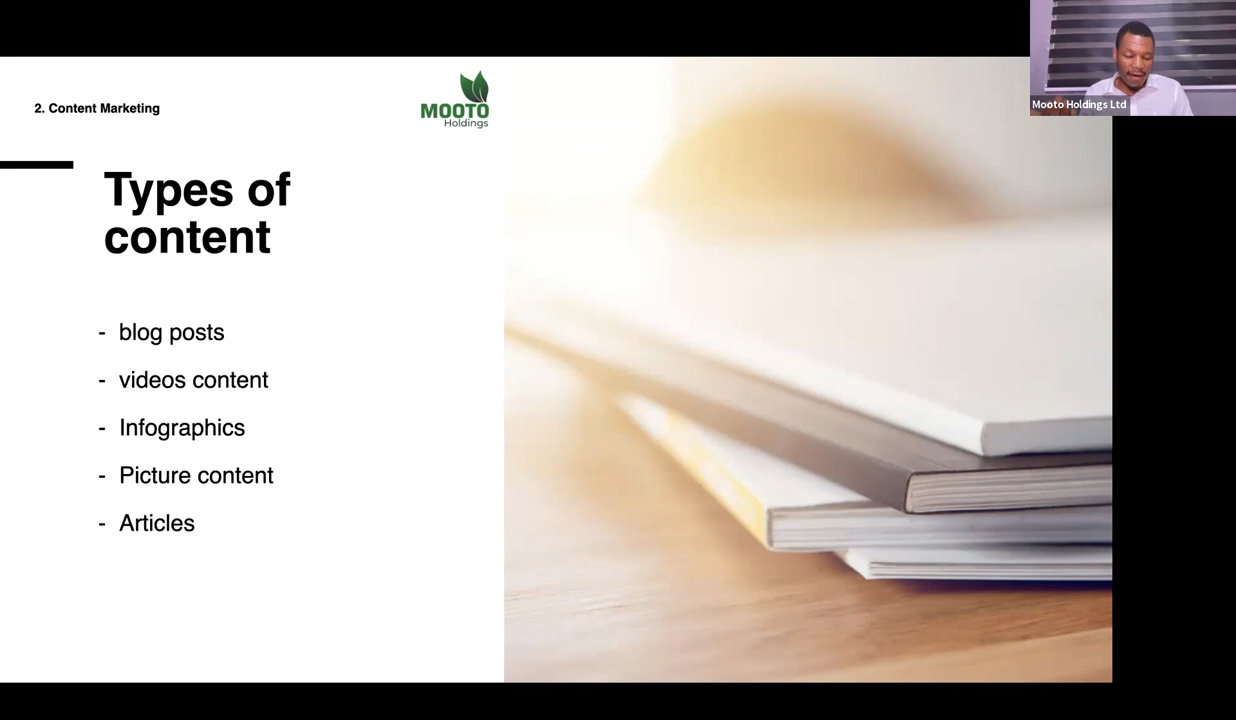 2. Content Marketing
MOOTO
Holdings
Mooto Holdings Ltd
Types of
content
- blog posts
- videos content
- Infographics
- Picture content
- Articles